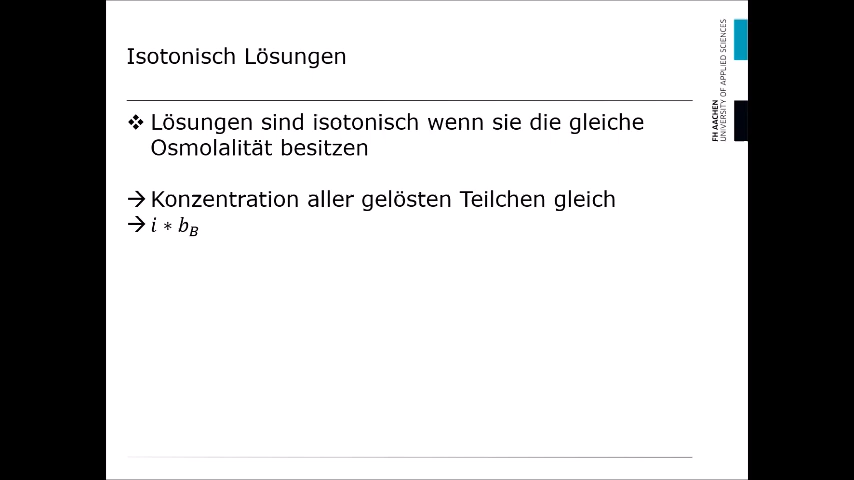 Isotonisch Lösungen
❖ Lösungen sind isotonisch wenn sie die gleiche
Osmolalität besitzen
→ Konzentration aller gelösten Teilchen gleich
→ i ∗ b_B
FH AACHEN
UNIVERSITY OF APPLIED SCIENCES